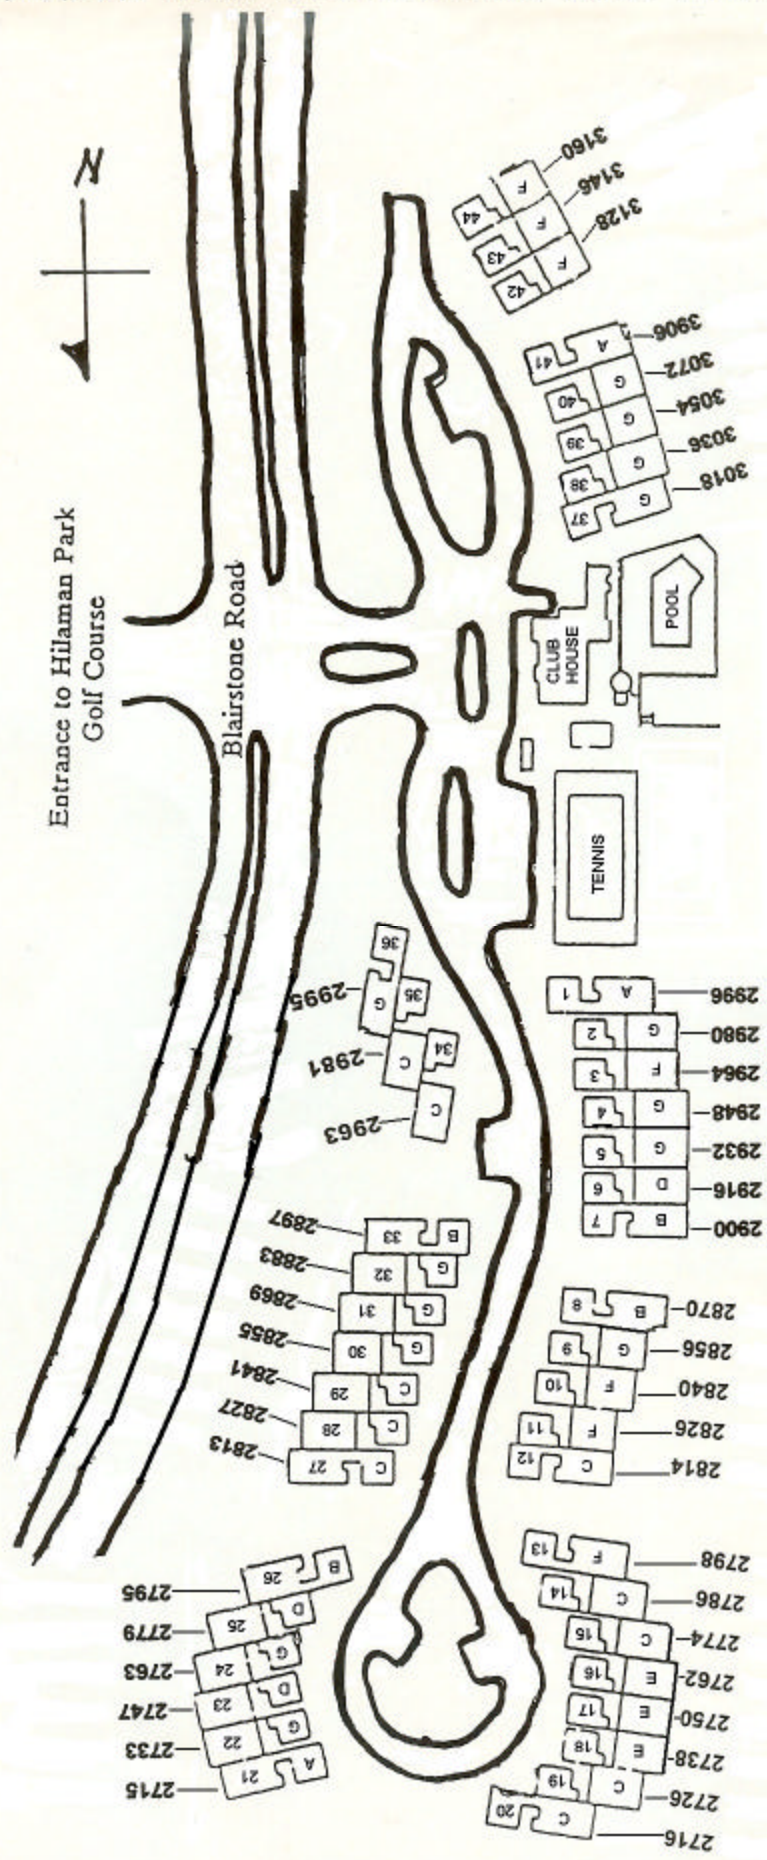 N
3160
3146
3128
F
F
F
44
43
42
3906
3072
3054
3036
3018
A
G
G
G
G
41
40
39
38
37
Entrance to Hilaman Park
Golf Course
Blairstone Road
CLUB
HOUSE
POOL
TENNIS
36
35
34
G
C
C
2995
2981
2963
1 A 2996
2 G 2980
3 F 2964
4 G 2948
5 G 2932
6 D 2916
7 B 2900
2897 33 B
2883 32 G
2869 31 G
2855 30 G
2841 29 C
2827 28 C
2813 27 C
8 B 2870
9 G 2856
10 F 2840
11 F 2826
12 C 2814
2795 26 B
2779 25 D
2763 24 G
2747 23 D
2733 22 G
2715 21 A
13 F 2798
14 C 2786
15 C 2774
16 E 2762
17 E 2750
18 E 2738
19 C 2726
20 C 2716